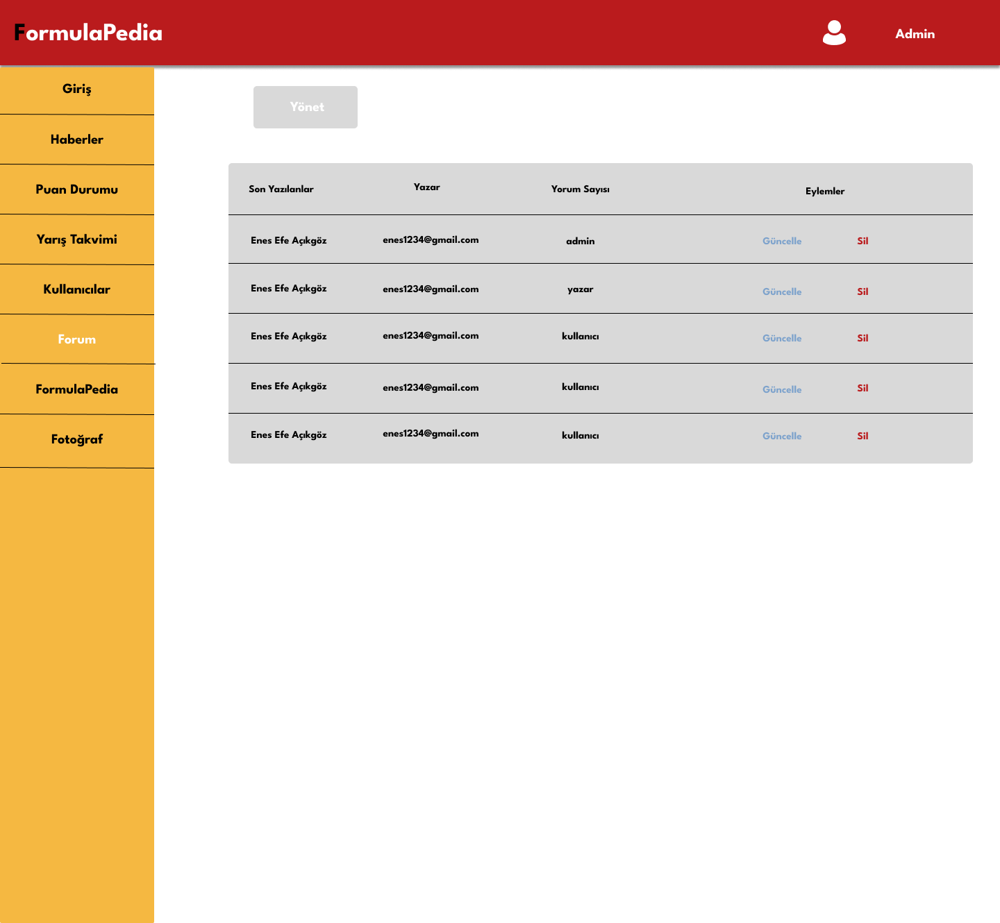 FormulaPedia
Admin
Giriş
Haberler
Puan Durumu
Yarış Takvimi
Kullanıcılar
Forum
FormulaPedia
Fotoğraf
Yönet
Son Yazılanlar Yazar Yorum Sayısı Eylemler
Enes Efe Açıkgöz enes1234@gmail.com admin Güncelle Sil
Enes Efe Açıkgöz enes1234@gmail.com yazar Güncelle Sil
Enes Efe Açıkgöz enes1234@gmail.com kullanıcı Güncelle Sil
Enes Efe Açıkgöz enes1234@gmail.com kullanıcı Güncelle Sil
Enes Efe Açıkgöz enes1234@gmail.com kullanıcı Güncelle Sil